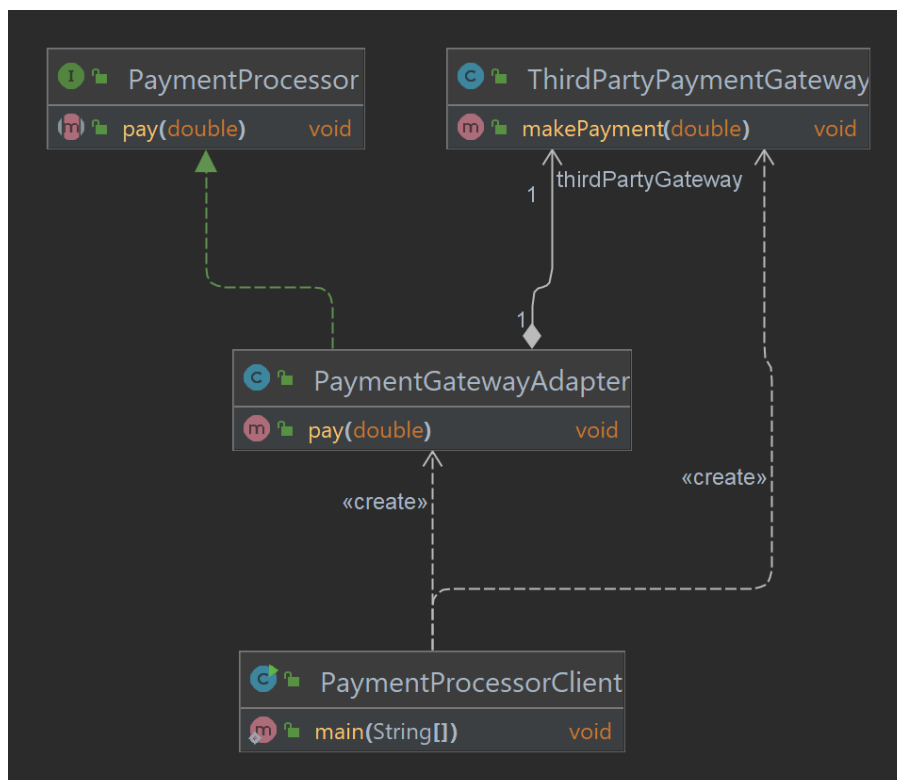 I PaymentProcessor
m pay(double) void
C ThirdPartyPaymentGateway
m makePayment(double) void
thirdPartyGateway
1
1
C PaymentGatewayAdapter
m pay(double) void
«create»
«create»
C PaymentProcessorClient
m main(String[]) void